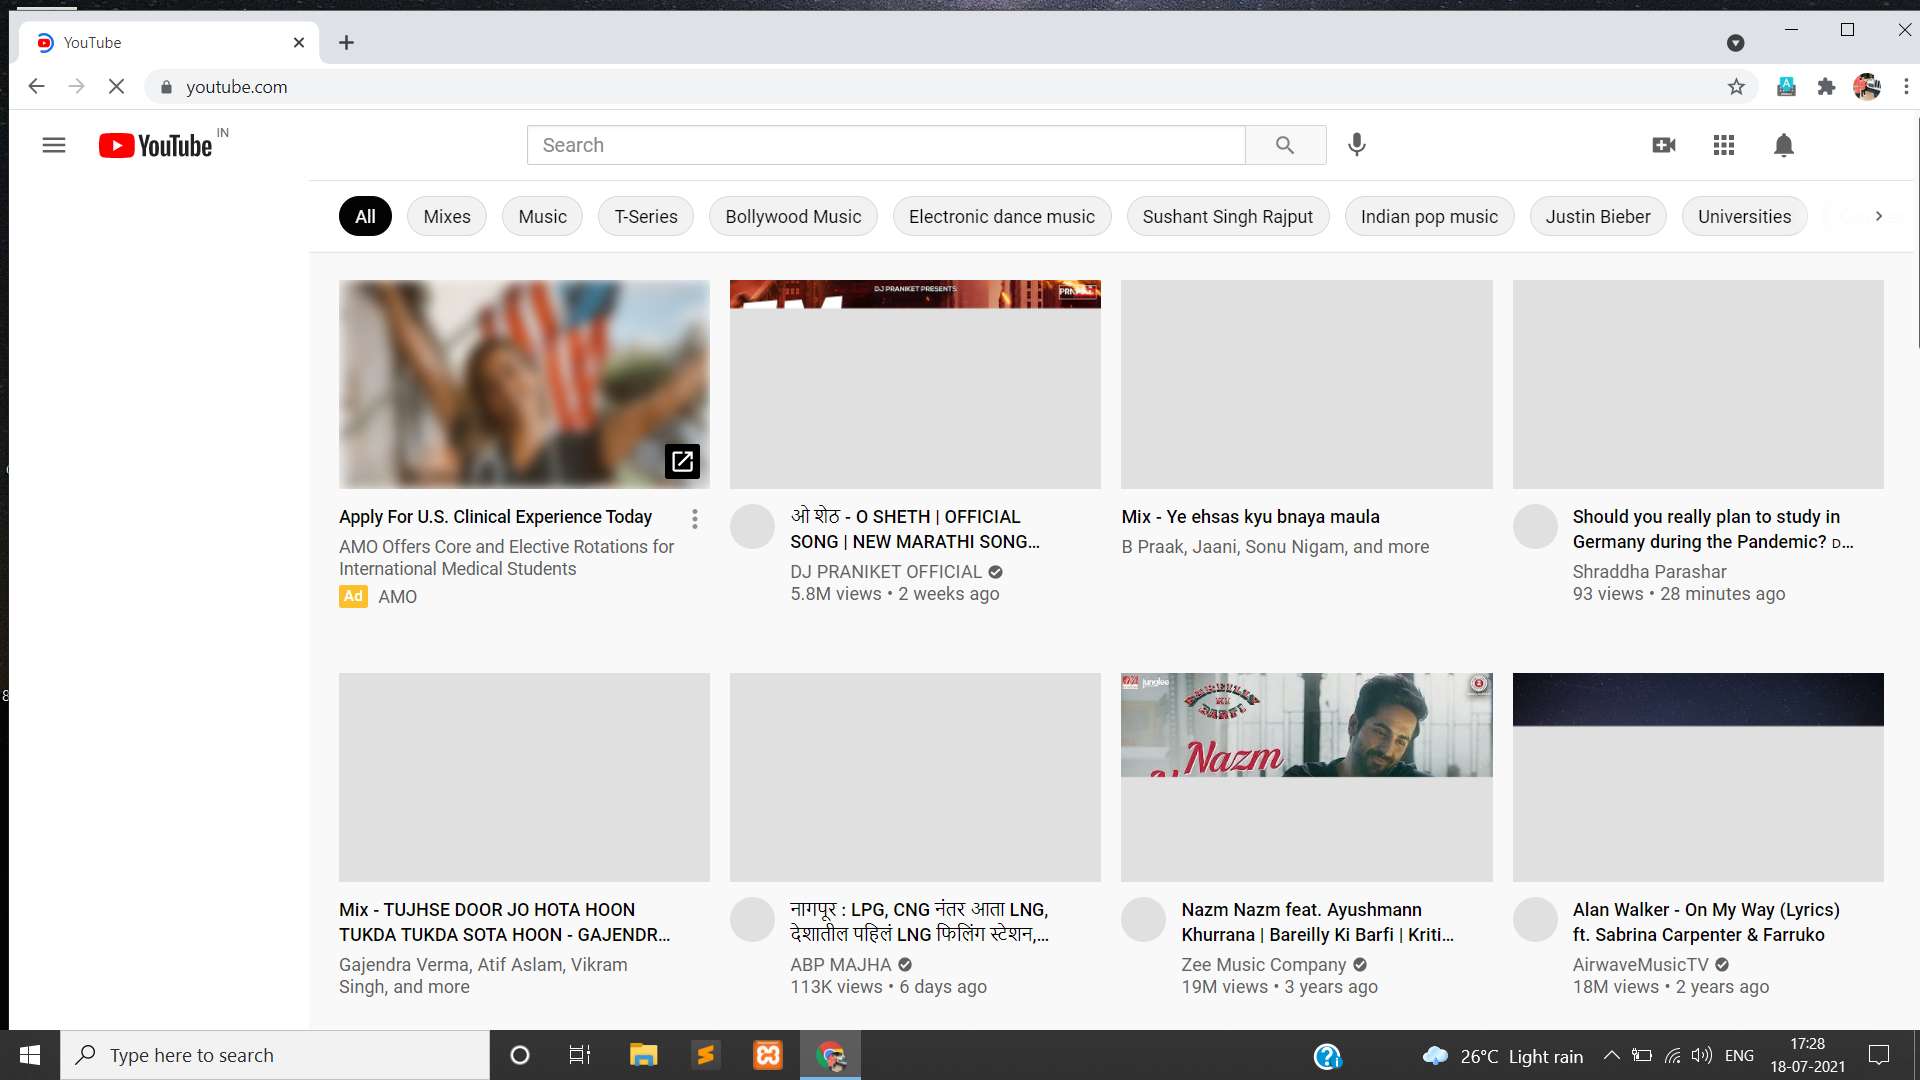 YouTube
youtube.com
YouTube IN
Search
All
Mixes
Music
T-Series
Bollywood Music
Electronic dance music
Sushant Singh Rajput
Indian pop music
Justin Bieber
Universities
DJ PRANIKET PRESENTS
Apply For U.S. Clinical Experience Today
AMO Offers Core and Elective Rotations for
International Medical Students
Ad AMO
ओ शेठ - O SHETH | OFFICIAL
SONG | NEW MARATHI SONG...
DJ PRANIKET OFFICIAL
5.8M views • 2 weeks ago
Mix - Ye ehsas kyu bnaya maula
B Praak, Jaani, Sonu Nigam, and more
Should you really plan to study in
Germany during the Pandemic? D...
Shraddha Parashar
93 views • 28 minutes ago
junglee
BAREILLY
KI
BARFI
Nazm
Mix - TUJHSE DOOR JO HOTA HOON
TUKDA TUKDA SOTA HOON - GAJENDR...
Gajendra Verma, Atif Aslam, Vikram
Singh, and more
नागपूर : LPG, CNG नंतर आता LNG,
देशातील पहिलं LNG फिलिंग स्टेशन,...
ABP MAJHA
113K views • 6 days ago
Nazm Nazm feat. Ayushmann
Khurrana | Bareilly Ki Barfi | Kriti...
Zee Music Company
19M views • 3 years ago
Alan Walker - On My Way (Lyrics)
ft. Sabrina Carpenter & Farruko
AirwaveMusicTV
18M views • 2 years ago
Type here to search
26°C Light rain
ENG
17:28
18-07-2021